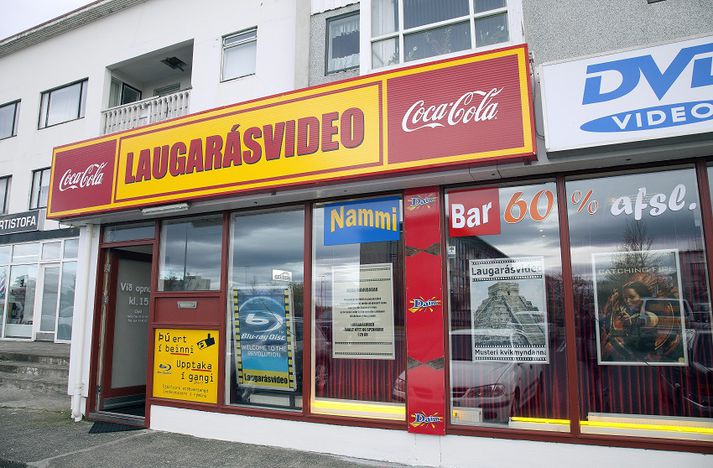 Coca-Cola
LAUGARÁSVIDEO
Coca-Cola
DVD
VIDEO
RTISTOFA
Nammi
Daim
Bar 60% afsl.
Við opnum
kl. 15
Þú ert
í beinni
Upptaka
í gangi
Blu-ray Disc
WELCOME TO THE
REVOLUTION
Laugarásvideo
Daim
Laugarásvideo
Musteri kvikmyndanna
CATCHING FIRE
Daim